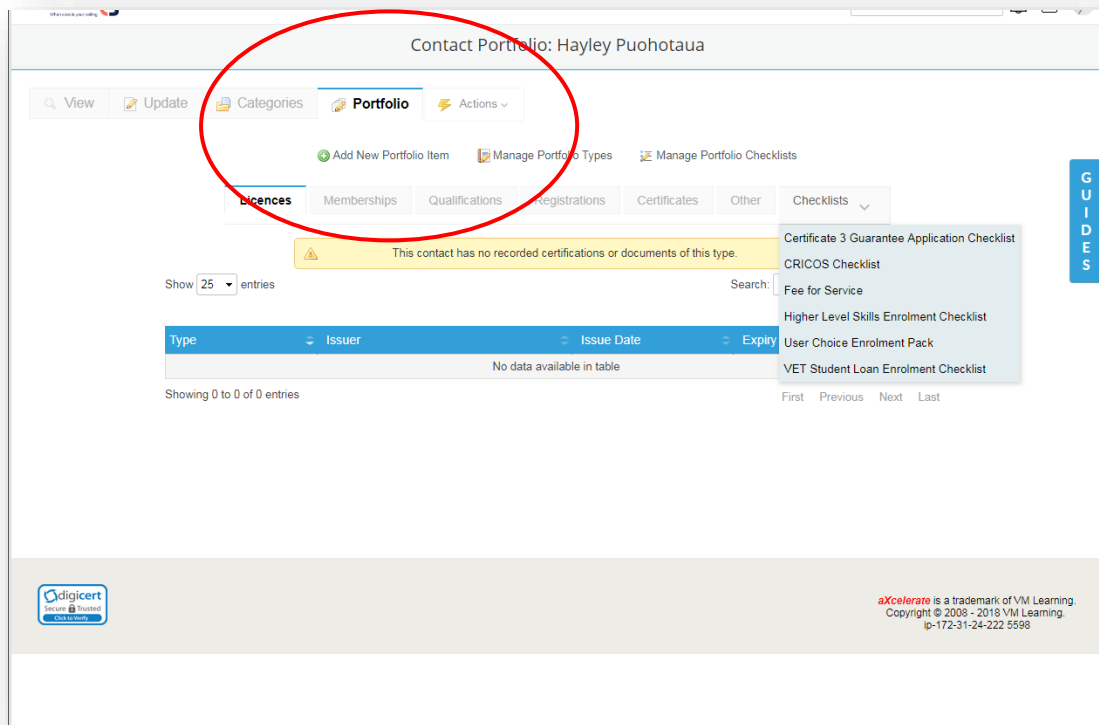 When care is your calling
Contact Portfolio: Hayley Puohotaua
View Update Categories Portfolio Actions
Add New Portfolio Item Manage Portfolio Types Manage Portfolio Checklists
Licences Memberships Qualifications Registrations Certificates Other Checklists
This contact has no recorded certifications or documents of this type.
Certificate 3 Guarantee Application Checklist
CRICOS Checklist
Fee for Service
Higher Level Skills Enrolment Checklist
User Choice Enrolment Pack
VET Student Loan Enrolment Checklist
Show 25 entries Search:
Type Issuer Issue Date Expiry
No data available in table
Showing 0 to 0 of 0 entries
First Previous Next Last
GUIDES
digicert
Secure Trusted
Click to Verify
aXcelerate is a trademark of VM Learning.
Copyright © 2008 - 2018 VM Learning.
ip-172-31-24-222 5598